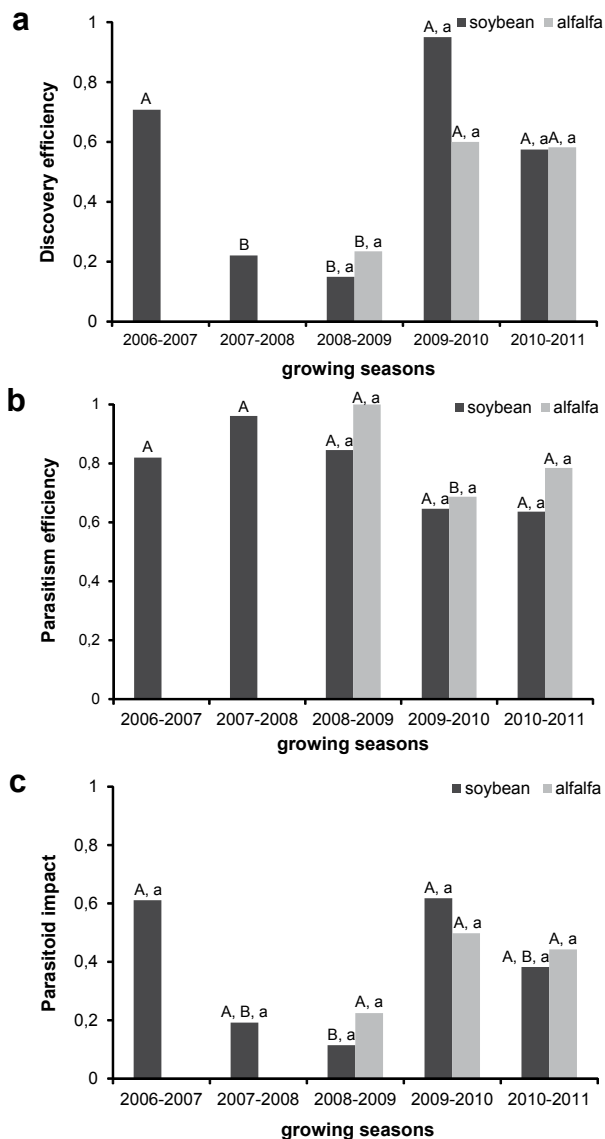 a
soybean alfalfa
Discovery efficiency
1
0,8
0,6
0,4
0,2
0
A
B
B, a
B, a
A, a
A, a
A, a
A, a
2006-2007 2007-2008 2008-2009 2009-2010 2010-2011
growing seasons
b
soybean alfalfa
Parasitism efficiency
1
0,8
0,6
0,4
0,2
0
A
A
A, a
A, a
A, a
B, a
A, a
A, a
2006-2007 2007-2008 2008-2009 2009-2010 2010-2011
growing seasons
c
soybean alfalfa
Parasitoid impact
1
0,8
0,6
0,4
0,2
0
A, a
A, B, a
B, a
A, a
A, a
A, a
A, B, a
A, a
2006-2007 2007-2008 2008-2009 2009-2010 2010-2011
growing seasons